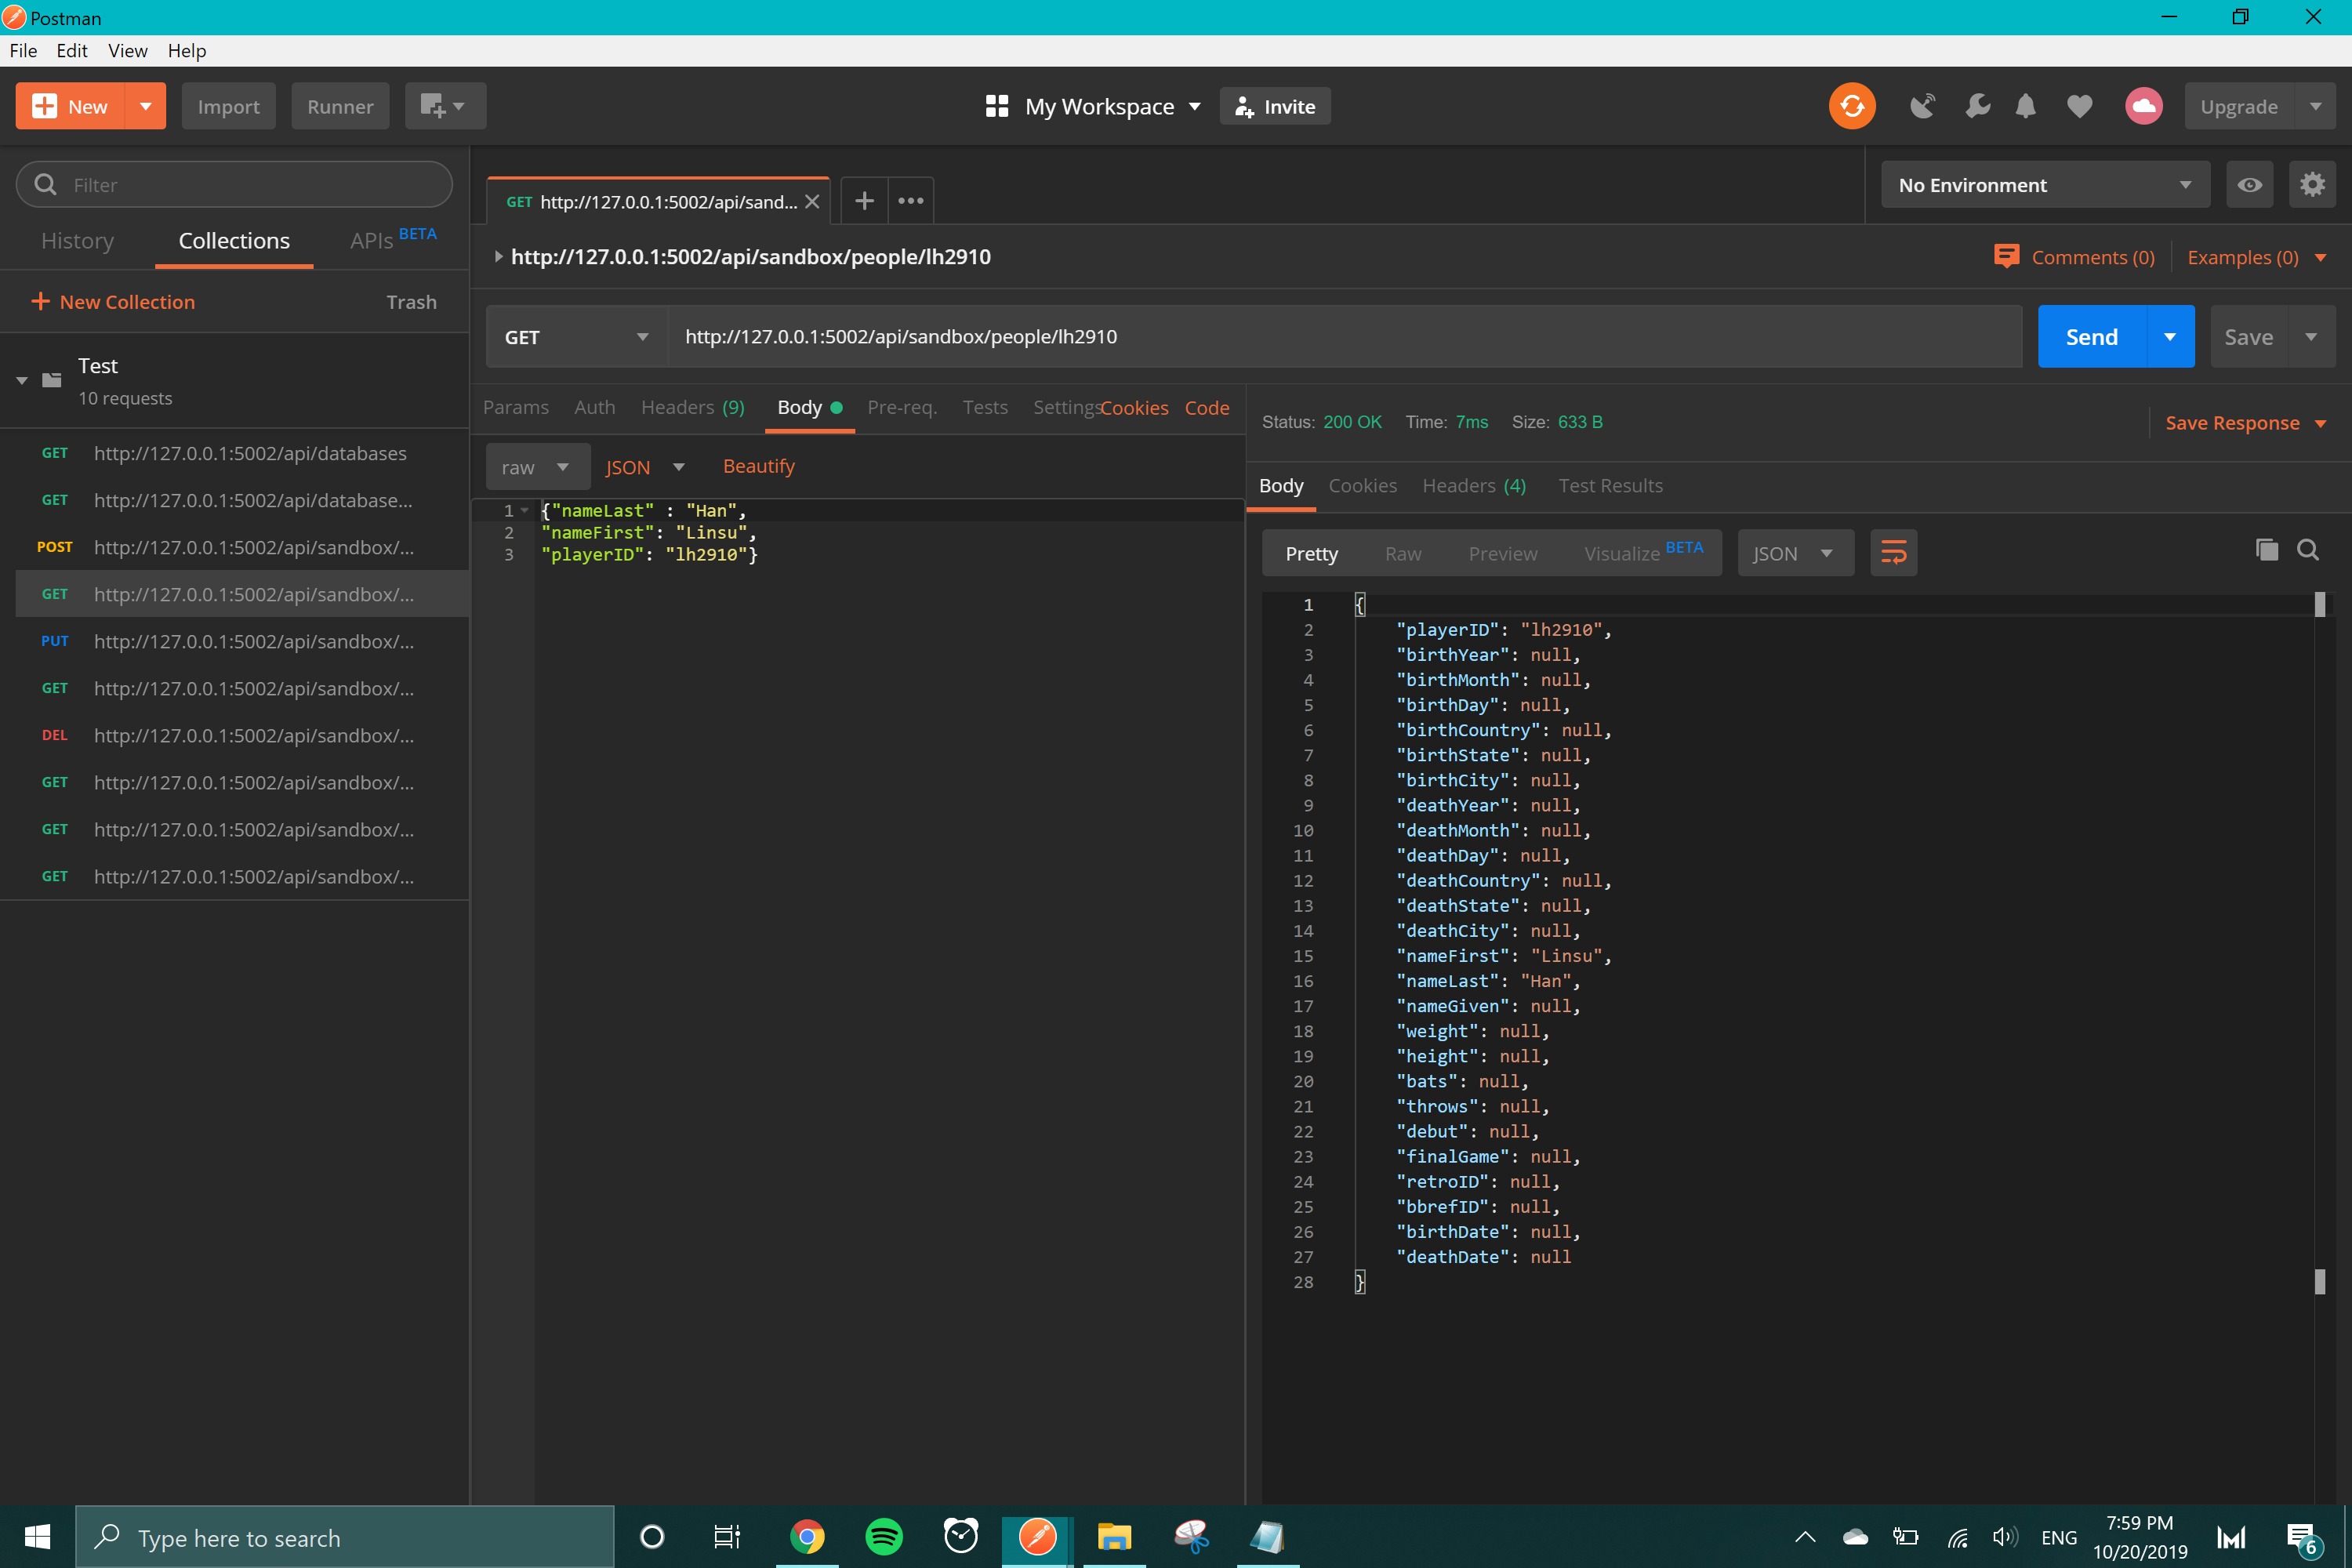 Postman
File Edit View Help
New Import Runner My Workspace Invite Upgrade
Filter
History Collections APIs BETA
New Collection Trash
Test
10 requests
GET http://127.0.0.1:5002/api/databases
GET http://127.0.0.1:5002/api/database...
POST http://127.0.0.1:5002/api/sandbox/...
GET http://127.0.0.1:5002/api/sandbox/...
PUT http://127.0.0.1:5002/api/sandbox/...
GET http://127.0.0.1:5002/api/sandbox/...
DEL http://127.0.0.1:5002/api/sandbox/...
GET http://127.0.0.1:5002/api/sandbox/...
GET http://127.0.0.1:5002/api/sandbox/...
GET http://127.0.0.1:5002/api/sandbox/...
GET http://127.0.0.1:5002/api/sand...
No Environment
http://127.0.0.1:5002/api/sandbox/people/lh2910
Comments (0) Examples (0)
GET http://127.0.0.1:5002/api/sandbox/people/lh2910 Send Save
Params Auth Headers (9) Body Pre-req. Tests Settings Cookies Code
raw JSON Beautify
1 {"nameLast" : "Han",
2 "nameFirst": "Linsu",
3 "playerID": "lh2910"}
Status: 200 OK Time: 7ms Size: 633 B Save Response
Body Cookies Headers (4) Test Results
Pretty Raw Preview Visualize BETA JSON
1 {
2 "playerID": "lh2910",
3 "birthYear": null,
4 "birthMonth": null,
5 "birthDay": null,
6 "birthCountry": null,
7 "birthState": null,
8 "birthCity": null,
9 "deathYear": null,
10 "deathMonth": null,
11 "deathDay": null,
12 "deathCountry": null,
13 "deathState": null,
14 "deathCity": null,
15 "nameFirst": "Linsu",
16 "nameLast": "Han",
17 "nameGiven": null,
18 "weight": null,
19 "height": null,
20 "bats": null,
21 "throws": null,
22 "debut": null,
23 "finalGame": null,
24 "retroID": null,
25 "bbrefID": null,
26 "birthDate": null,
27 "deathDate": null
28 }
Type here to search
ENG
7:59 PM
10/20/2019
6